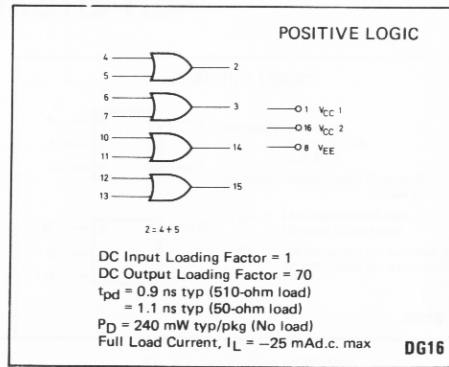 POSITIVE LOGIC
4
5
2
6
7
3
10
11
14
12
13
15
1 VCC 1
16 VCC 2
8 VEE
2 = 4 + 5
DC Input Loading Factor = 1
DC Output Loading Factor = 70
tpd = 0.9 ns typ (510-ohm load)
= 1.1 ns typ (50-ohm load)
PD = 240 mW typ/pkg (No load)
Full Load Current, IL = −25 mAd.c. max
DG16